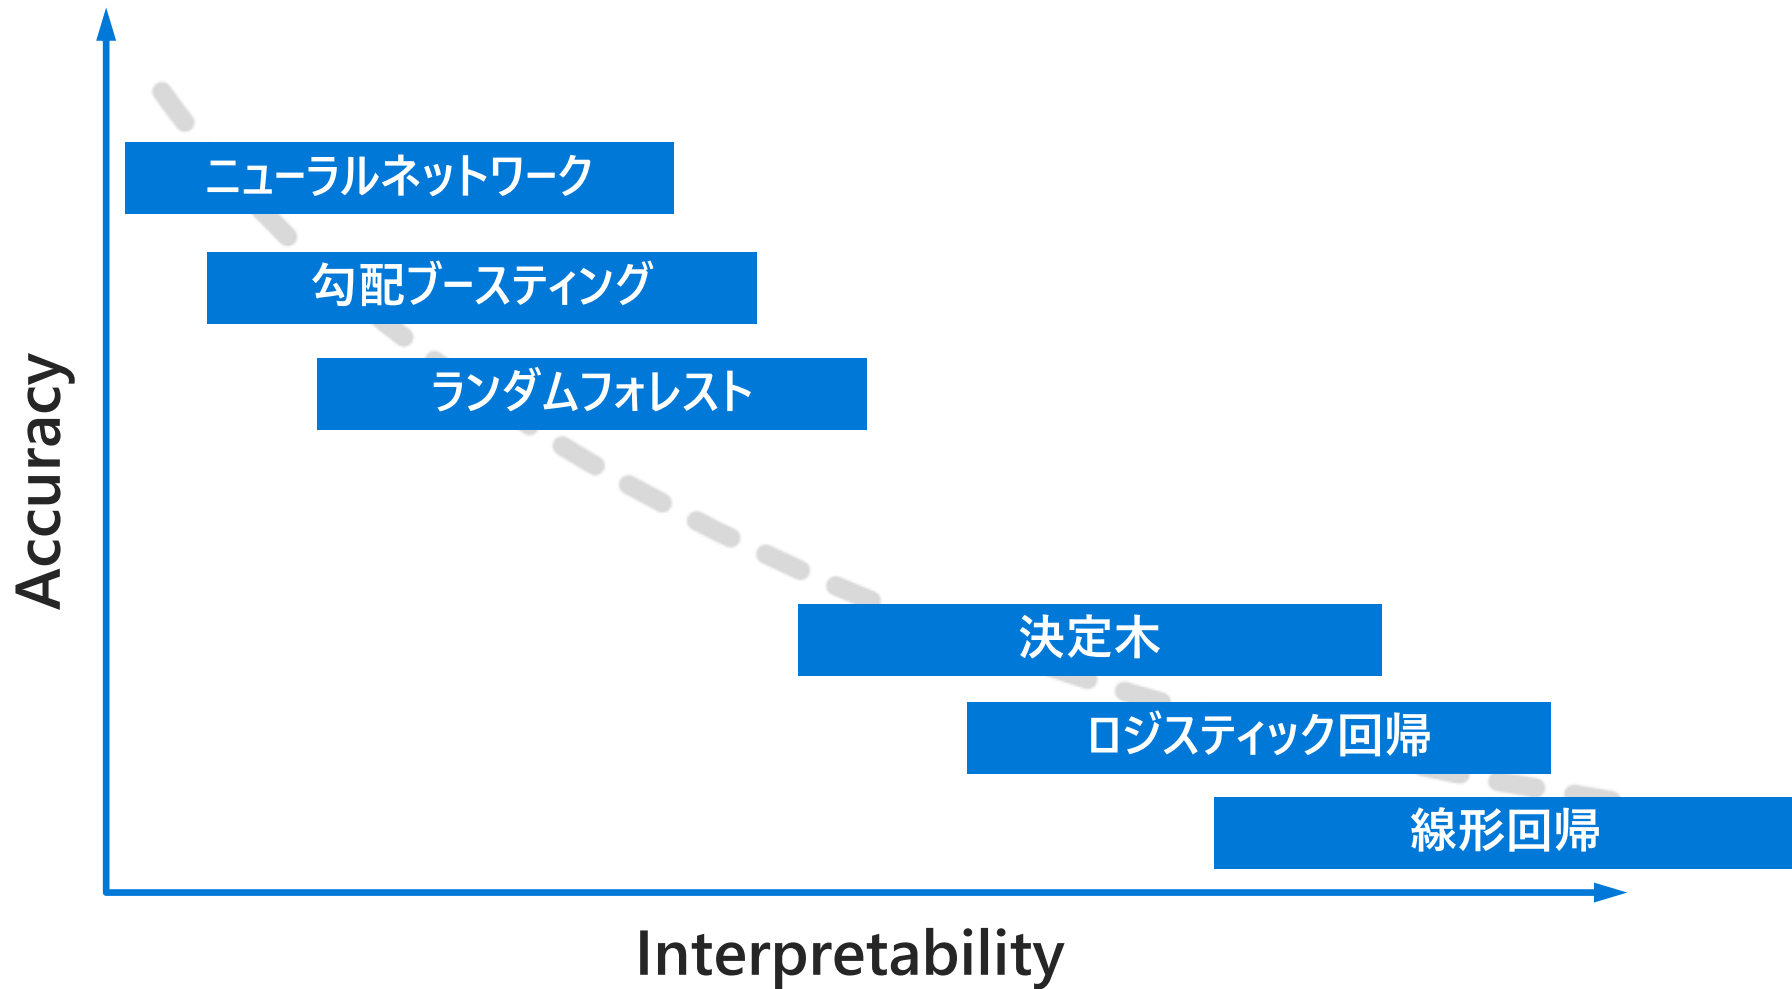 Accuracy
ニューラルネットワーク
勾配ブースティング
ランダムフォレスト
決定木
ロジスティック回帰
線形回帰
Interpretability